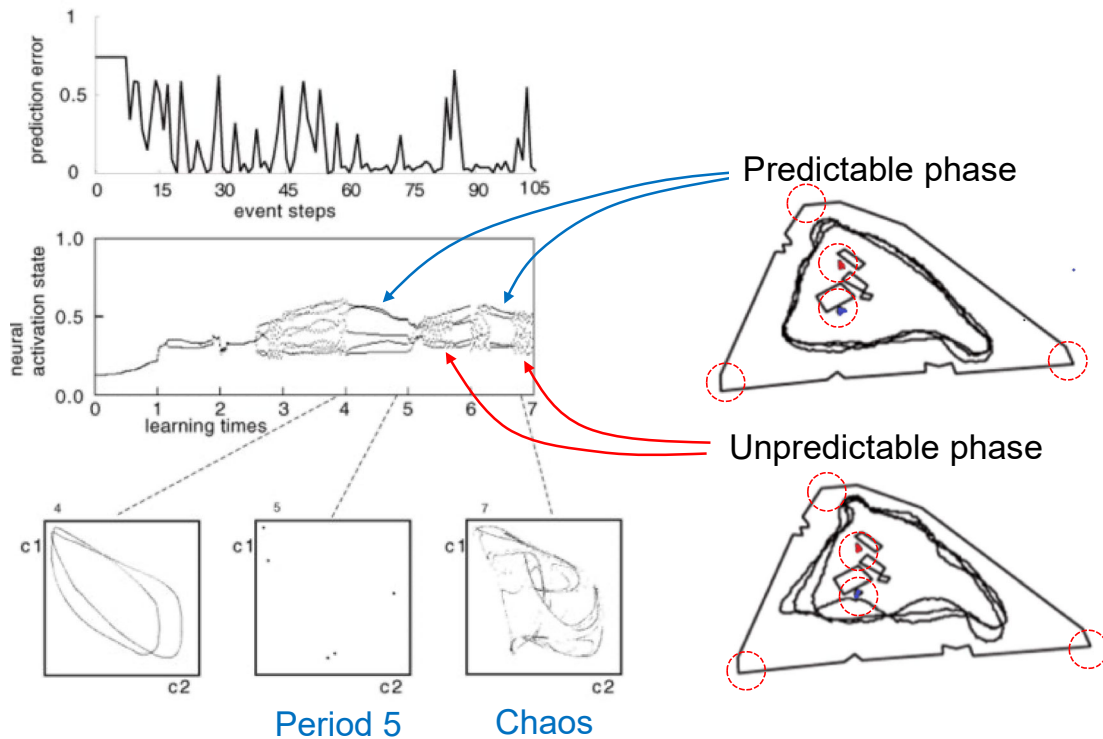 1
0.5
0
prediction error
0 15 30 45 60 75 90 105
event steps
1.0
0.5
0.0
neural
activation state
0 1 2 3 4 5 6 7
learning times
Predictable phase
Unpredictable phase
4
c1
c2
5
c1
c2
7
c1
c2
Period 5
Chaos